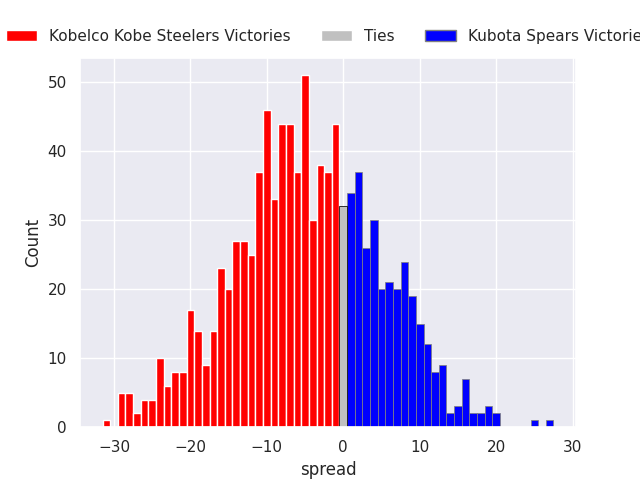 Kobelco Kobe Steelers Victories Ties Kubota Spears Victorie
50
40
30
20
10
0
Count
−30 −20 −10 0 10 20 30
spread